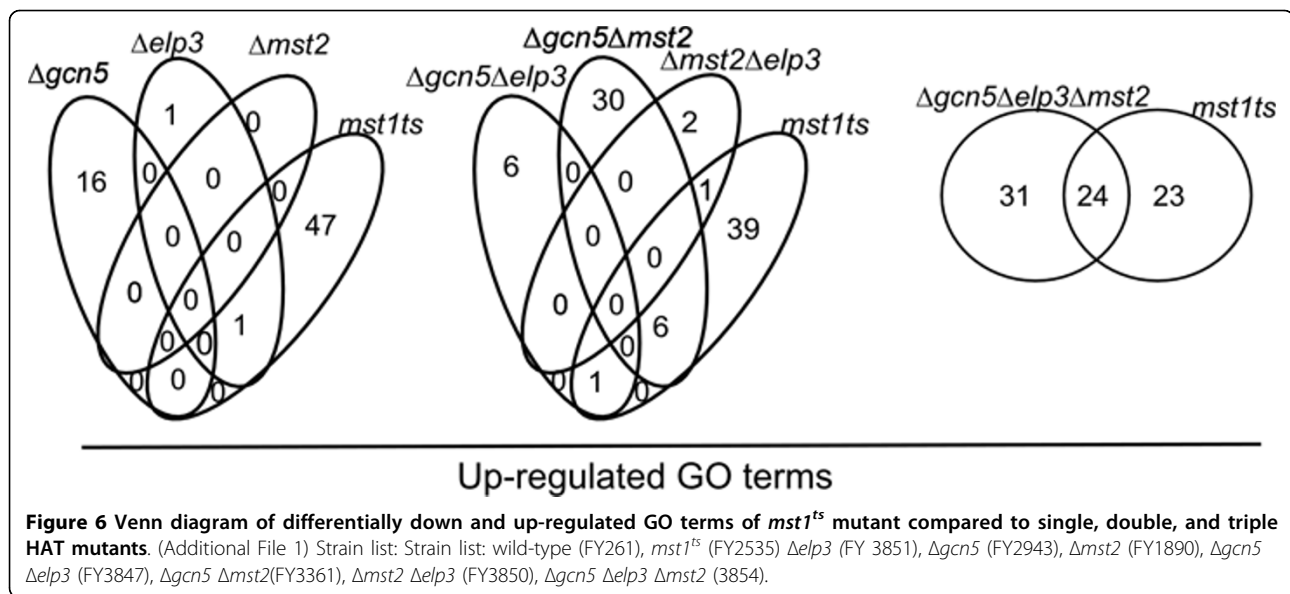 Δgcn5
Δelp3
Δmst2
mst1ts
16
1
0
47
0
0
0
0
0
0
0
1
0
0
0
0
0
Δgcn5Δelp3
Δgcn5Δmst2
Δmst2Δelp3
mst1ts
6
30
2
39
0
0
1
0
0
0
0
6
0
0
1
0
Δgcn5Δelp3Δmst2
mst1ts
31
24
23
Up-regulated GO terms
Figure 6 Venn diagram of differentially down and up-regulated GO terms of mst1ts mutant compared to single, double, and triple
HAT mutants. (Additional File 1) Strain list: Strain list: wild-type (FY261), mst1ts (FY2535) Δelp3 (FY 3851), Δgcn5 (FY2943), Δmst2 (FY1890), Δgcn5
Δelp3 (FY3847), Δgcn5 Δmst2(FY3361), Δmst2 Δelp3 (FY3850), Δgcn5 Δelp3 Δmst2 (3854).